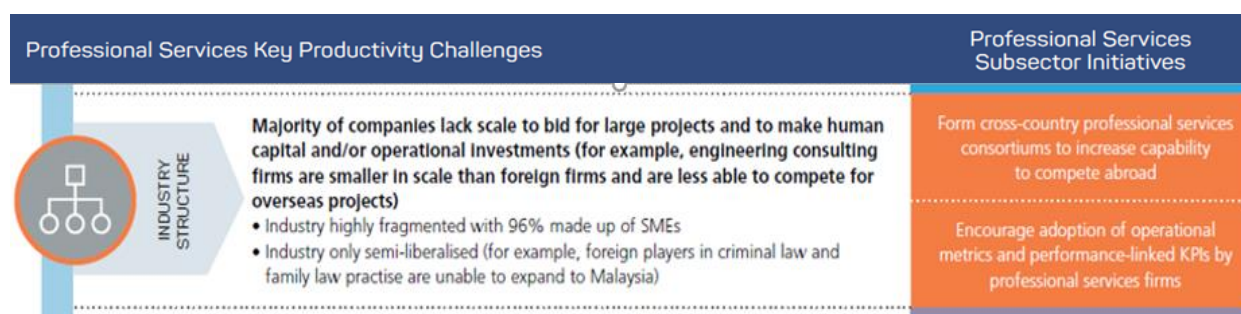 Professional Services Key Productivity Challenges
Professional Services
Subsector Initiatives
INDUSTRY
STRUCTURE
Majority of companies lack scale to bid for large projects and to make human
capital and/or operational investments (for example, engineering consulting
firms are smaller in scale than foreign firms and are less able to compete for
overseas projects)
• Industry highly fragmented with 96% made up of SMEs
• Industry only semi-liberalised (for example, foreign players in criminal law and
family law practise are unable to expand to Malaysia)
Form cross-country professional services
consortiums to increase capability
to compete abroad
Encourage adoption of operational
metrics and performance-linked KPIs by
professional services firms